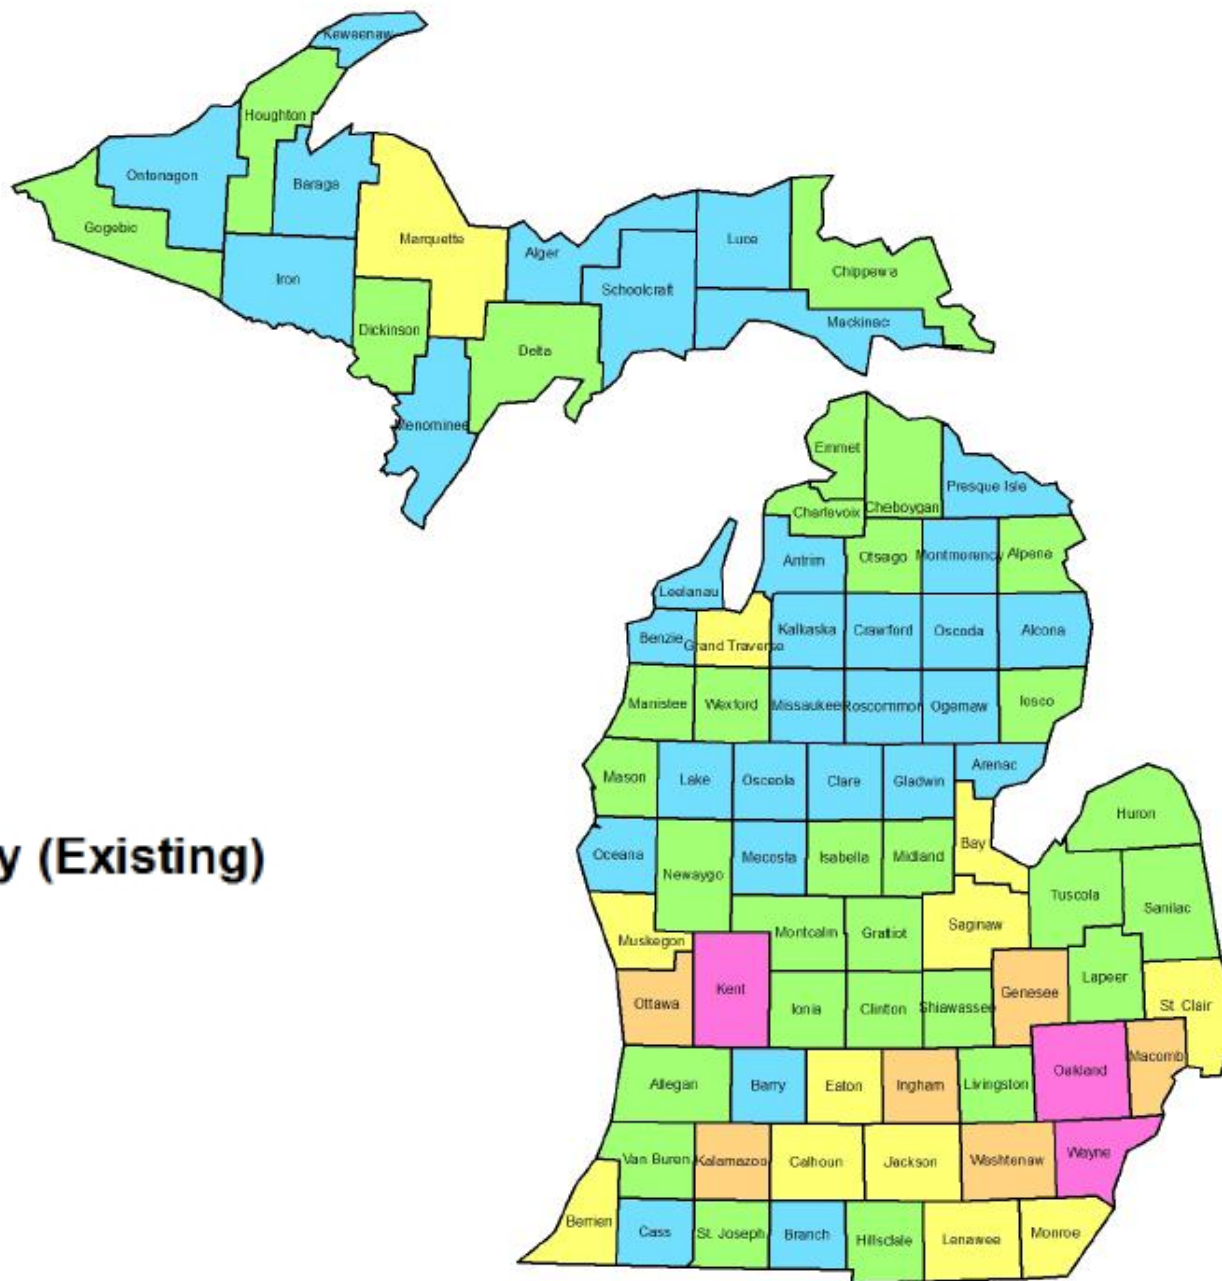 Keweenaw
Houghton
Ontonagon
Baraga
Gogebic
Marquette
Iron
Alger
Luce
Schoolcraft
Chippewa
Mackinac
Dickinson
Delta
Menominee
Emmet
Cheboygan
Presque Isle
Charlevoix
Antrim
Otsego
Montmorency
Alpena
Leelanau
Benzie
Grand Traverse
Kalkaska
Crawford
Oscoda
Alcona
Manistee
Wexford
Missaukee
Roscommon
Ogemaw
Iosco
Mason
Lake
Osceola
Clare
Gladwin
Arenac
Huron
y (Existing)
Oceana
Newaygo
Mecosta
Isabella
Midland
Bay
Tuscola
Sanilac
Muskegon
Montcalm
Gratiot
Saginaw
Lapeer
Ottawa
Kent
Ionia
Clinton
Shiawassee
Genesee
St. Clair
Allegan
Barry
Eaton
Ingham
Livingston
Oakland
Macomb
Van Buren
Kalamazoo
Calhoun
Jackson
Washtenaw
Wayne
Berrien
Cass
St. Joseph
Branch
Hillsdale
Lenawee
Monroe